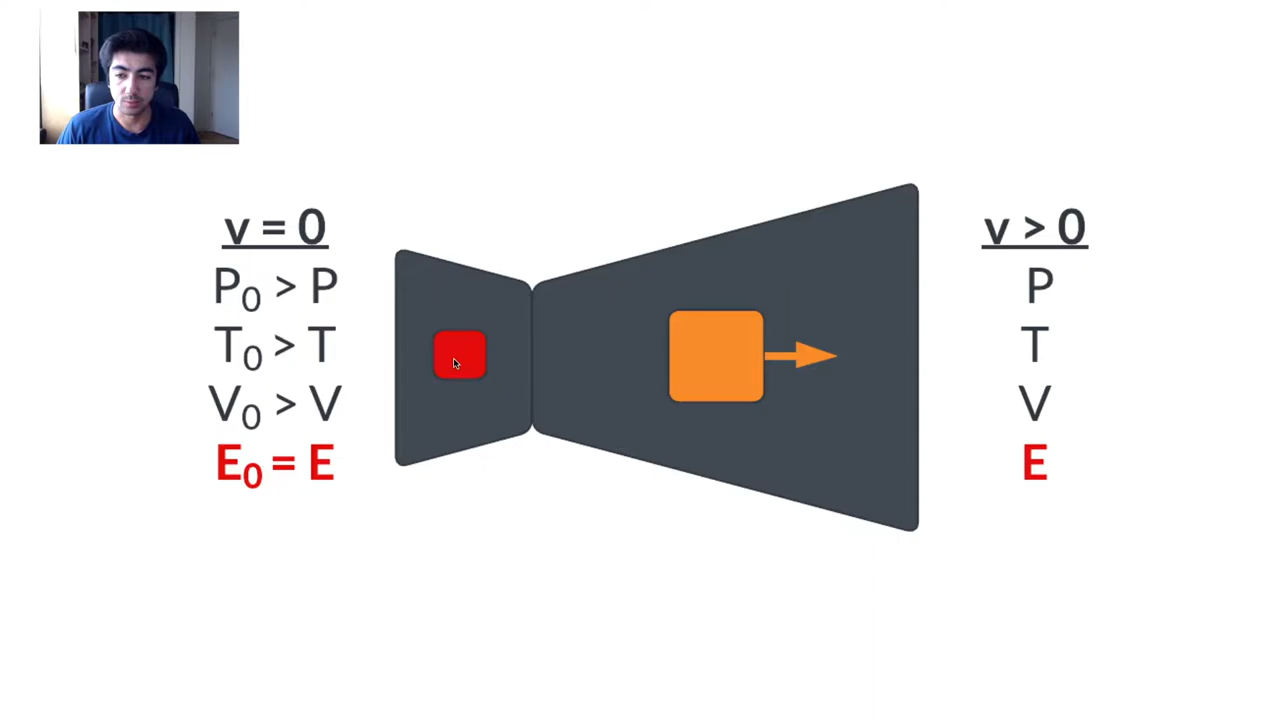 v = 0
P₀ > P
T₀ > T
V₀ > V
E₀ = E
v > 0
P
T
V
E